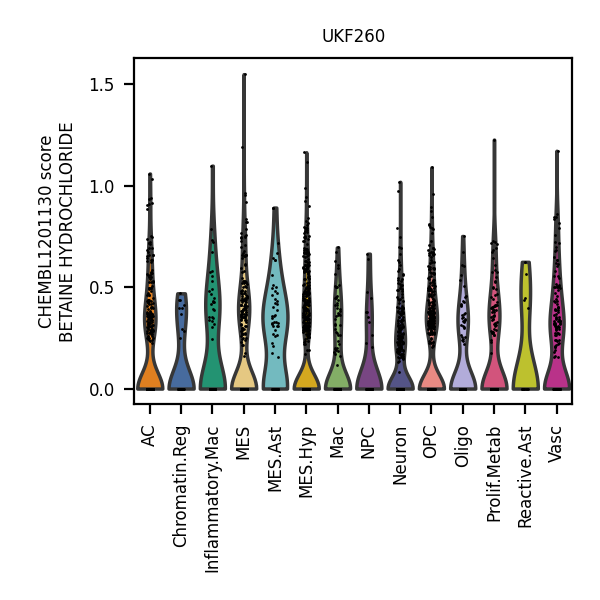 UKF260
CHEMBL1201130 score
BETAINE HYDROCHLORIDE
1.5
1.0
0.5
0.0
AC
Chromatin.Reg
Inflammatory.Mac
MES
MES.Ast
MES.Hyp
Mac
NPC
Neuron
OPC
Oligo
Prolif.Metab
Reactive.Ast
Vasc